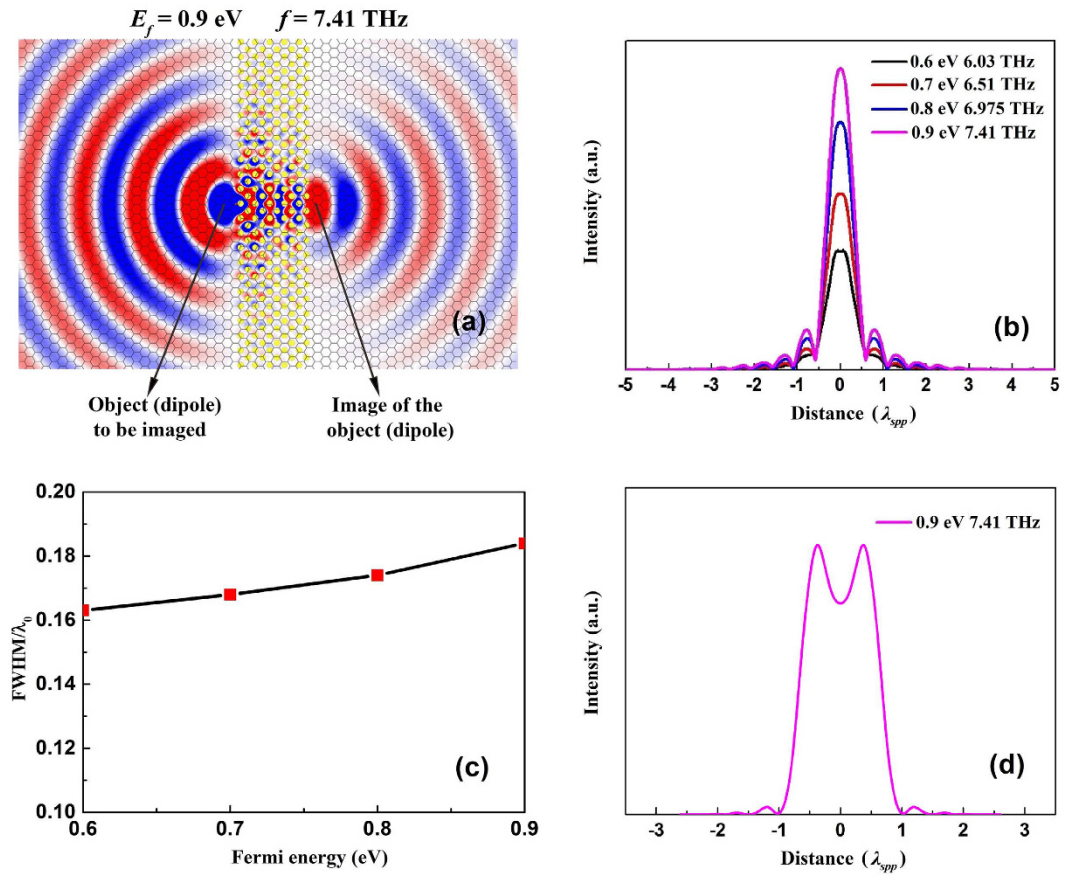 E_f = 0.9 eV f = 7.41 THz
(a)
Object (dipole)
to be imaged
Image of the
object (dipole)
Intensity (a.u.)
0.6 eV 6.03 THz
0.7 eV 6.51 THz
0.8 eV 6.975 THz
0.9 eV 7.41 THz
(b)
-5 -4 -3 -2 -1 0 1 2 3 4 5
Distance (λ_spp)
FWHM/λ_0
0.20
0.18
0.16
0.14
0.12
0.10
(c)
0.6 0.7 0.8 0.9
Fermi energy (eV)
Intensity (a.u.)
0.9 eV 7.41 THz
(d)
-3 -2 -1 0 1 2 3
Distance (λ_spp)